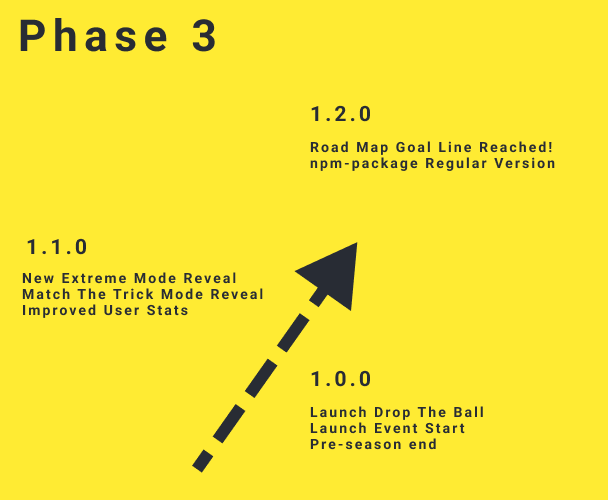 Phase 3
1.2.0
Road Map Goal Line Reached!
npm-package Regular Version
1.1.0
New Extreme Mode Reveal
Match The Trick Mode Reveal
Improved User Stats
1.0.0
Launch Drop The Ball
Launch Event Start
Pre-season end